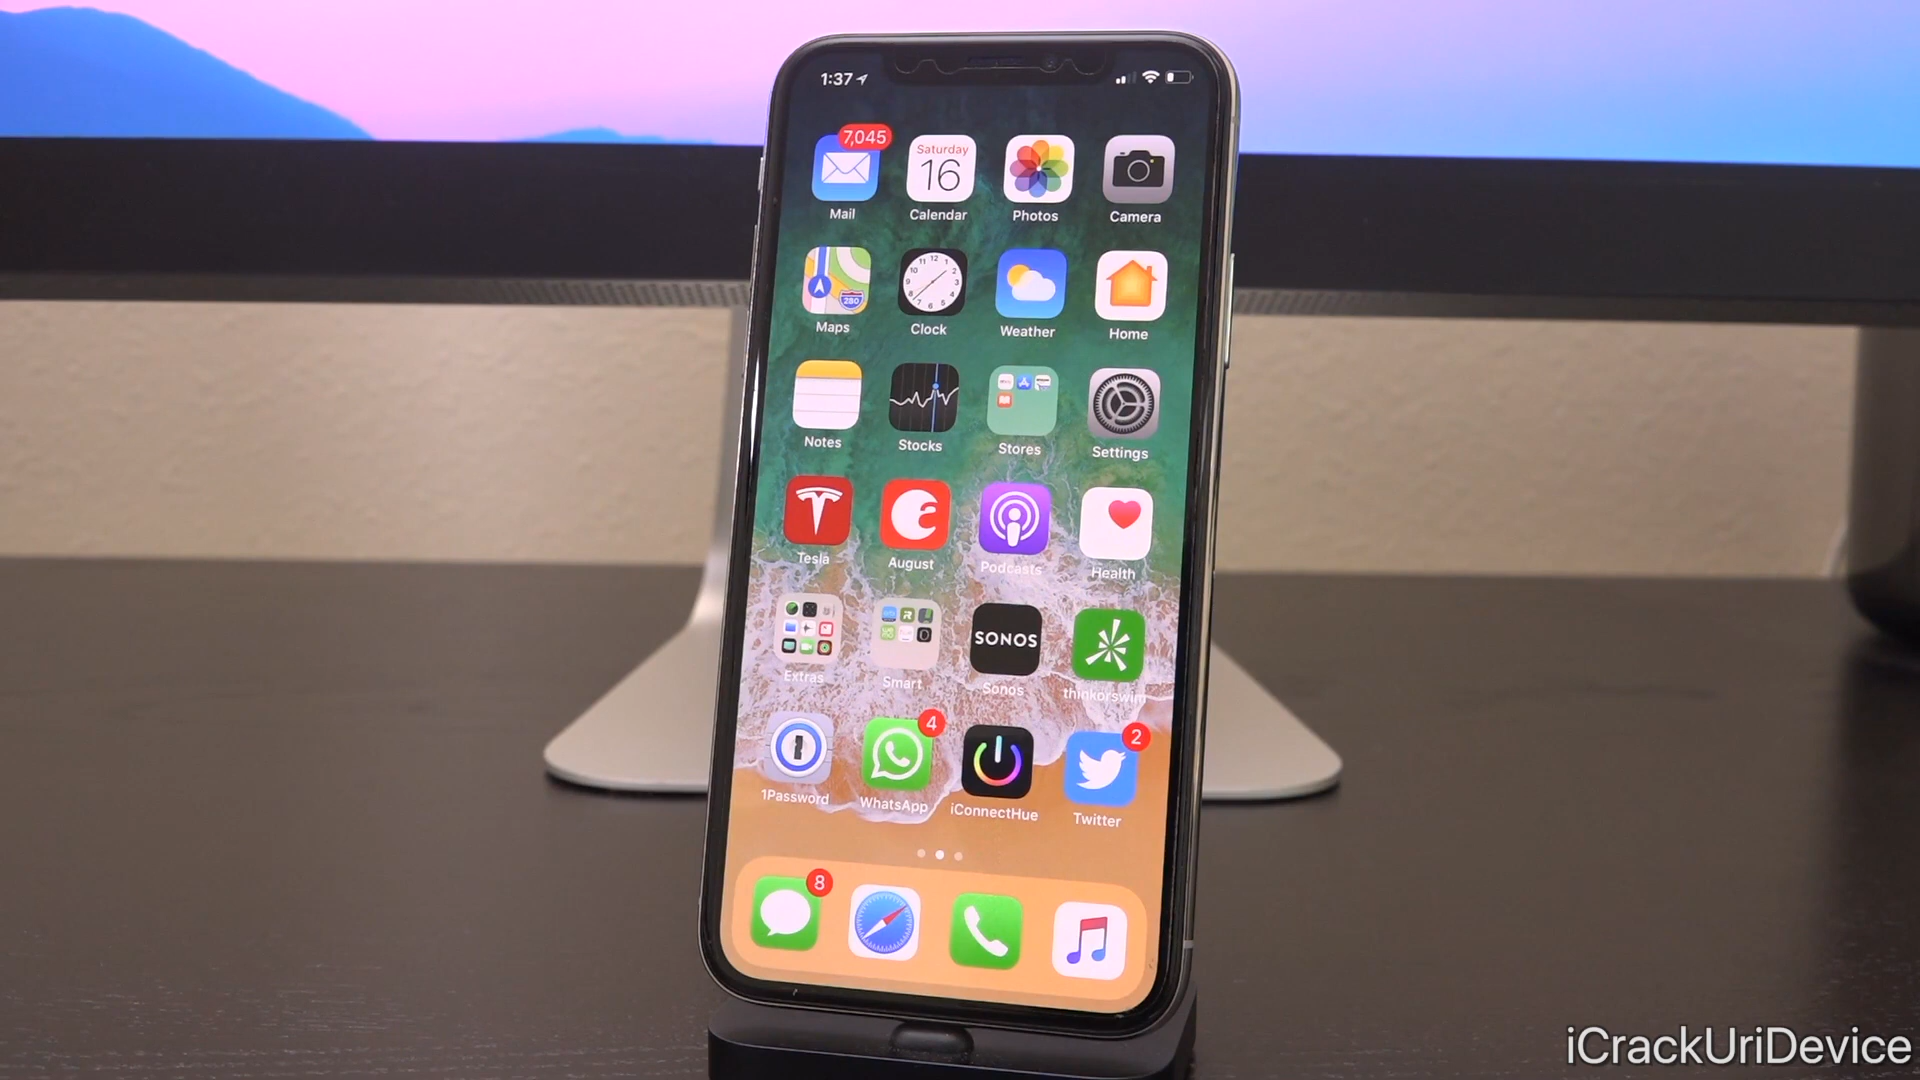 1:37
7,045
Saturday
16
Mail
Calendar
Photos
Camera
280
Maps
Clock
Weather
Home
Notes
Stocks
Stores
Settings
Tesla
August
Podcasts
Health
SONOS
Extras
Smart
Sonos
thinkorswim
4
2
1Password
WhatsApp
iConnectHue
Twitter
8
iCrackUriDevice